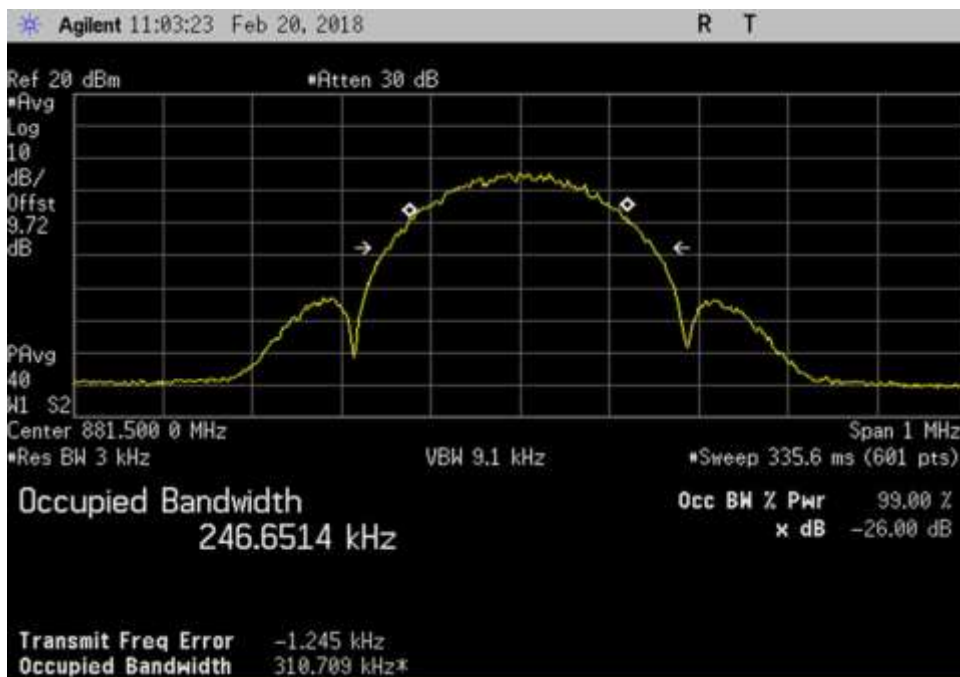 Agilent 11:03:23 Feb 20, 2018 R T
Ref 20 dBm *Atten 30 dB
*Avg
Log
10
dB/
Offst
9.72
dB
PAvg
40
W1 S2
Center 881.500 0 MHz Span 1 MHz
*Res BW 3 kHz VBW 9.1 kHz *Sweep 335.6 ms (601 pts)
Occupied Bandwidth Occ BW % Pwr 99.00 %
246.6514 kHz x dB -26.00 dB
Transmit Freq Error -1.245 kHz
Occupied Bandwidth 310.709 kHz*